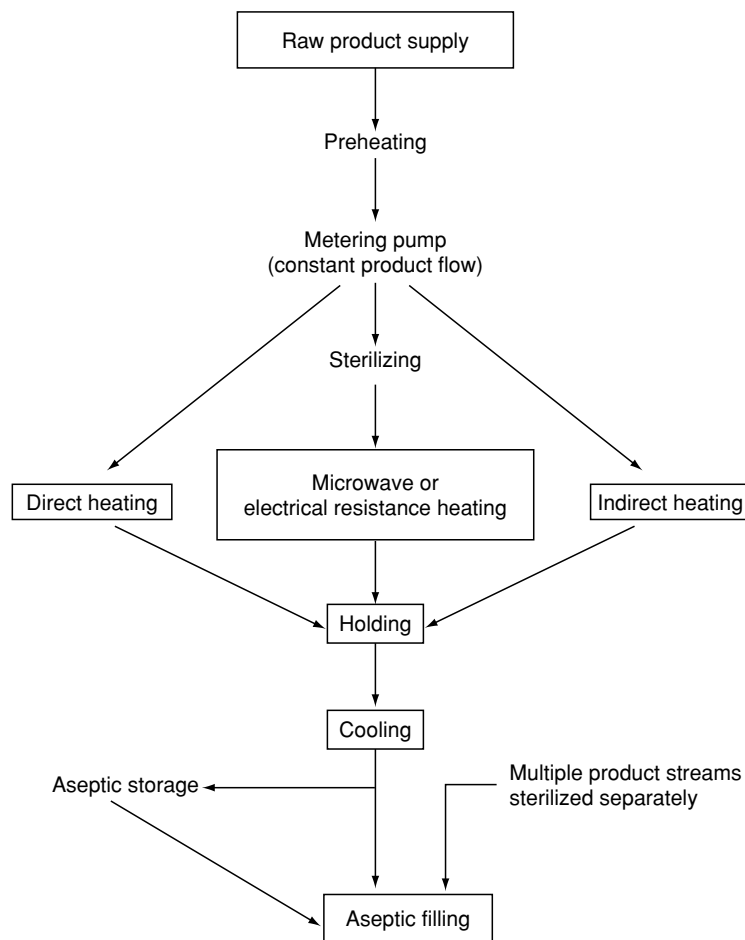 Raw product supply
Preheating
Metering pump
(constant product flow)
Sterilizing
Direct heating
Microwave or
electrical resistance heating
Indirect heating
Holding
Cooling
Aseptic storage
Multiple product streams
sterilized separately
Aseptic filling